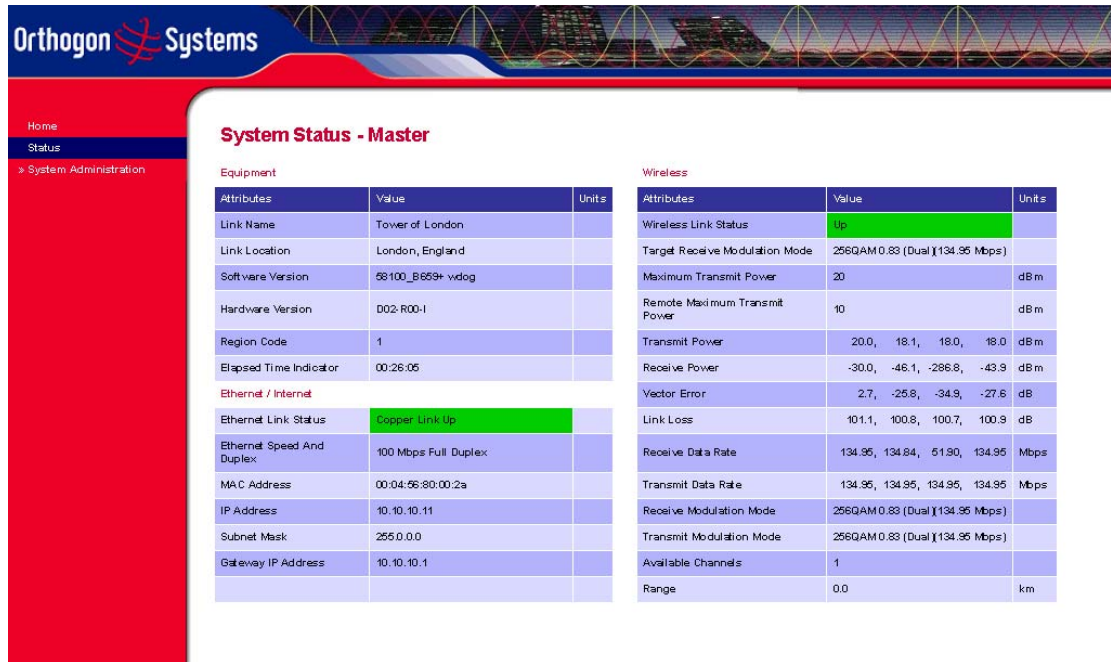 Orthogon Systems
Home
Status
» System Administration
System Status - Master
Equipment
Attributes Value Units
Link Name Tower of London
Link Location London, England
Software Version 58100_B659+ wdog
Hardware Version D02-R00-I
Region Code 1
Elapsed Time Indicator 00:26:05
Ethernet / Internet
Ethernet Link Status Copper Link Up
Ethernet Speed And Duplex 100 Mbps Full Duplex
MAC Address 00:04:56:80:00:2a
IP Address 10.10.10.11
Subnet Mask 255.0.0.0
Gateway IP Address 10.10.10.1
Wireless
Attributes Value Units
Wireless Link Status Up
Target Receive Modulation Mode 256QAM 0.83 (Dual)(134.95 Mbps)
Maximum Transmit Power 20 dBm
Remote Maximum Transmit Power 10 dBm
Transmit Power 20.0, 18.1, 18.0, 18.0 dBm
Receive Power -30.0, -46.1, -286.8, -43.9 dBm
Vector Error 2.7, -25.8, -34.9, -27.6 dB
Link Loss 101.1, 100.8, 100.7, 100.9 dB
Receive Data Rate 134.95, 134.84, 51.90, 134.95 Mbps
Transmit Data Rate 134.95, 134.95, 134.95, 134.95 Mbps
Receive Modulation Mode 256QAM 0.83 (Dual)(134.95 Mbps)
Transmit Modulation Mode 256QAM 0.83 (Dual)(134.95 Mbps)
Available Channels 1
Range 0.0 km